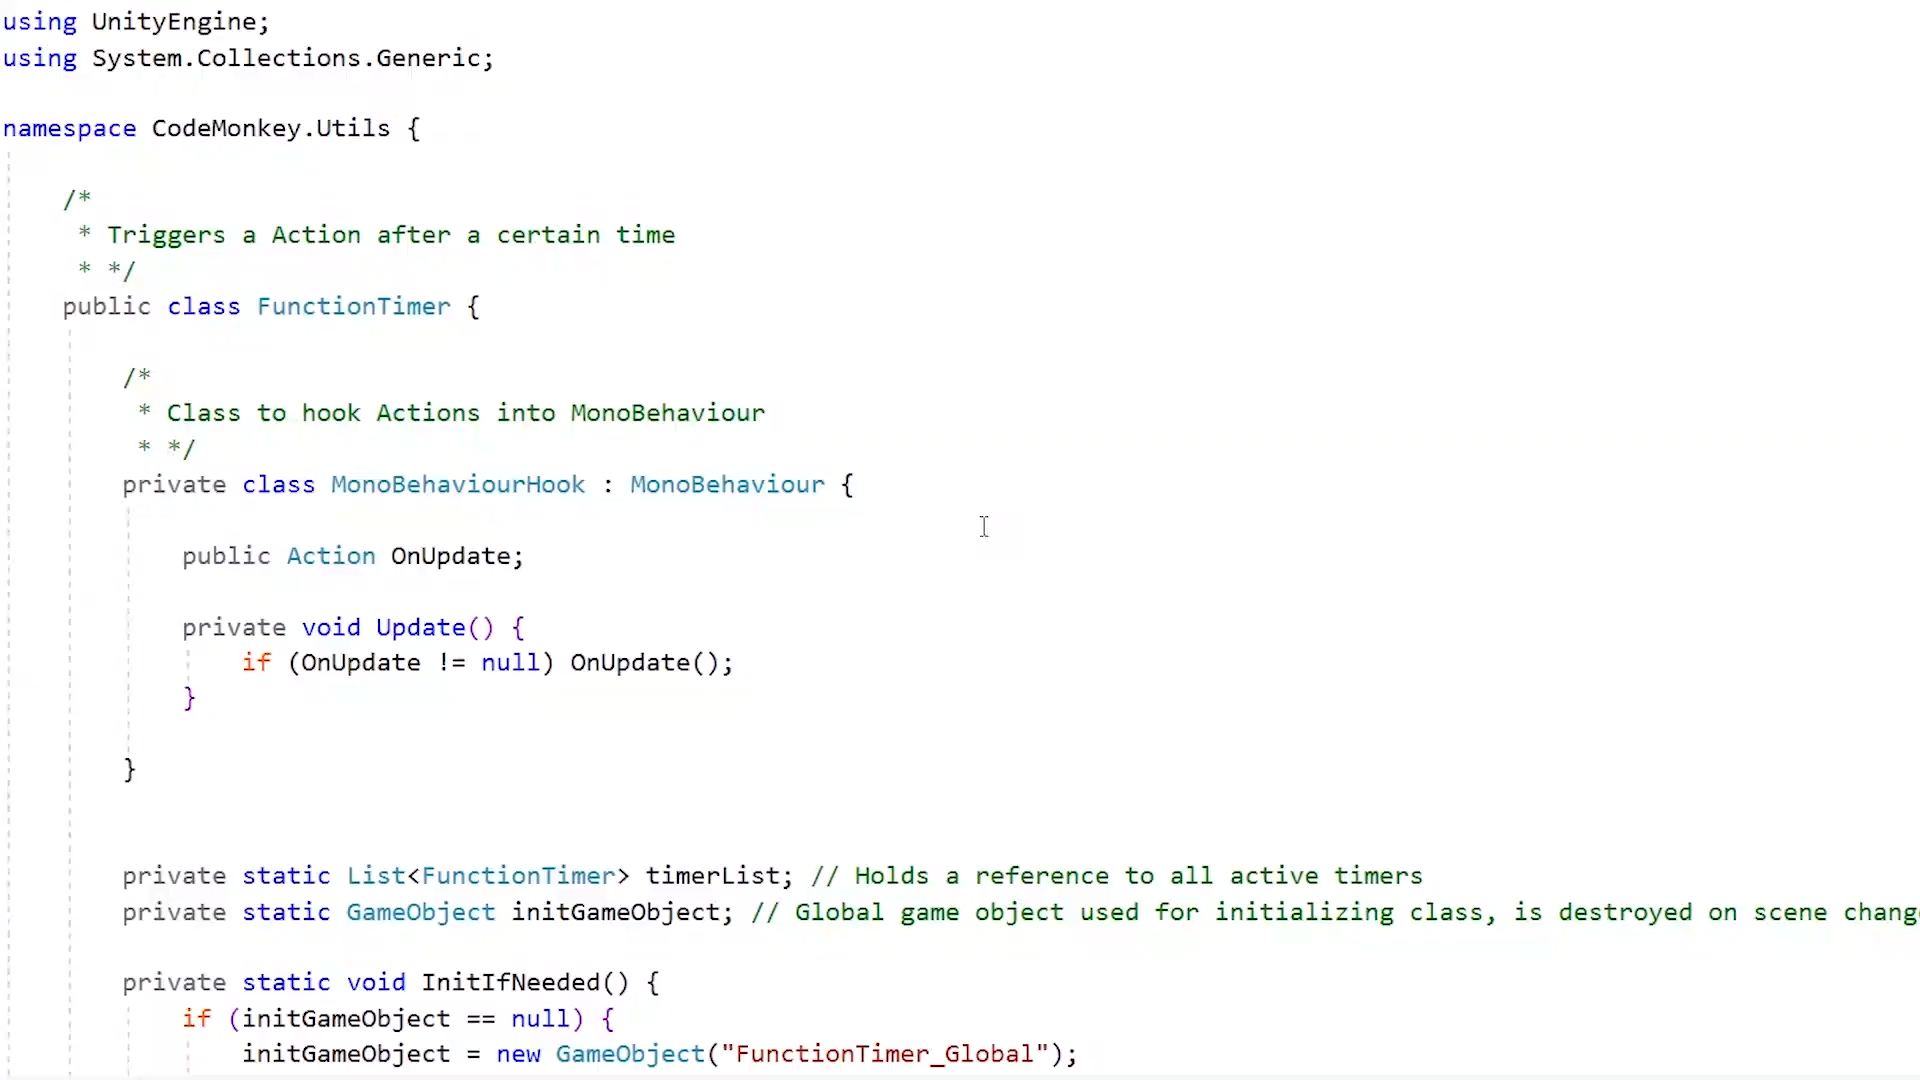 using UnityEngine;
using System.Collections.Generic;
namespace CodeMonkey.Utils {
/*
* Triggers a Action after a certain time
* */
public class FunctionTimer {
/*
* Class to hook Actions into MonoBehaviour
* */
private class MonoBehaviourHook : MonoBehaviour {
public Action OnUpdate;
private void Update() {
if (OnUpdate != null) OnUpdate();
}
}
private static List<FunctionTimer> timerList; // Holds a reference to all active timers
private static GameObject initGameObject; // Global game object used for initializing class, is destroyed on scene chang
private static void InitIfNeeded() {
if (initGameObject == null) {
initGameObject = new GameObject("FunctionTimer_Global");